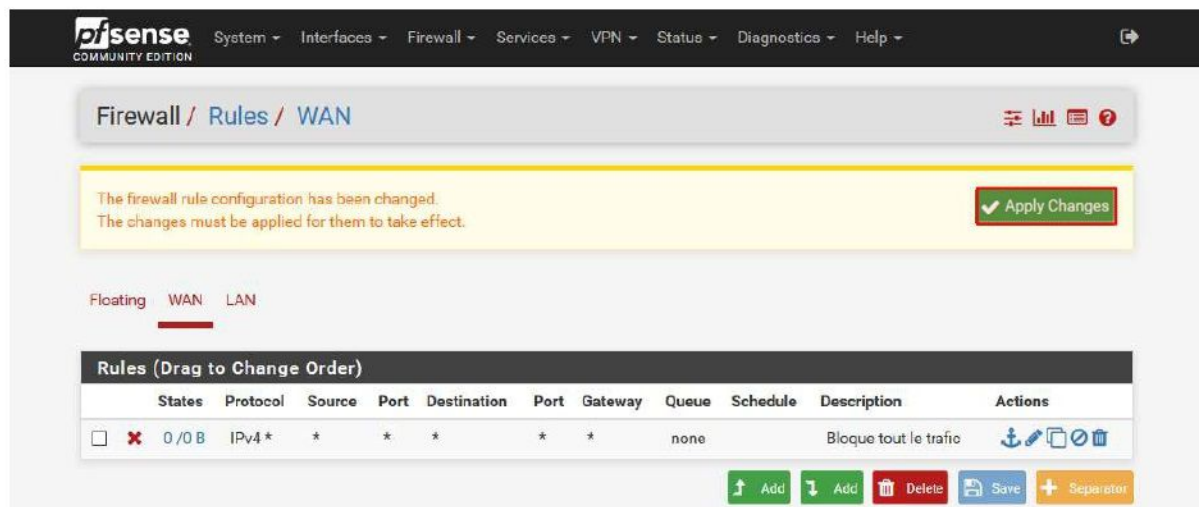 pfsense System Interfaces Firewall Services VPN Status Diagnostics Help
COMMUNITY EDITION
Firewall / Rules / WAN
The firewall rule configuration has been changed.
The changes must be applied for them to take effect.
Apply Changes
Floating WAN LAN
Rules (Drag to Change Order)
States Protocol Source Port Destination Port Gateway Queue Schedule Description Actions
0 /0 B IPv4 * * * * * * none Bloque tout le trafic
Add Add Delete Save Separator